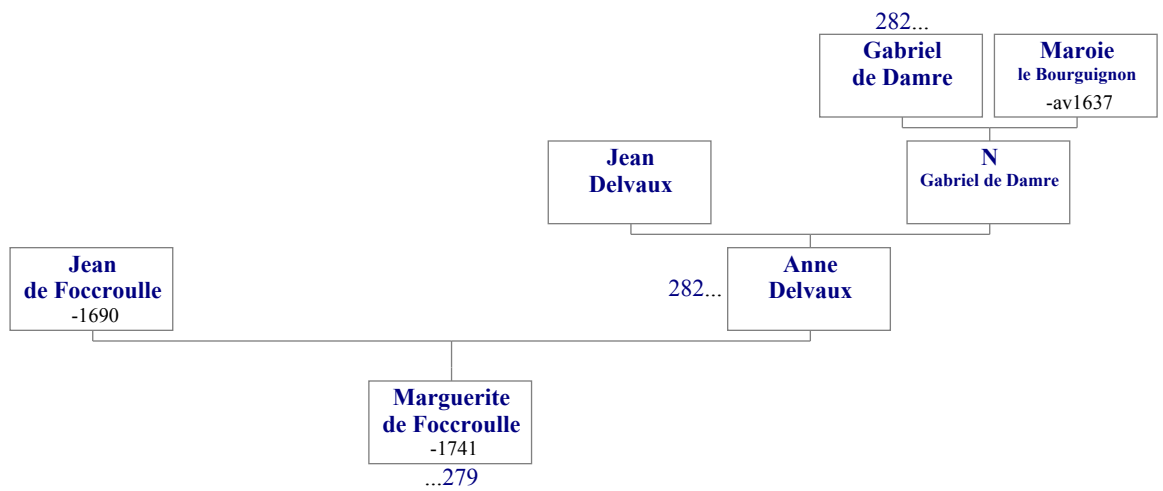 282...
Gabriel
de Damre
Maroie
le Bourguignon
-av1637
Jean
Delvaux
N
Gabriel de Damre
Jean
de Foccroulle
-1690
282...
Anne
Delvaux
Marguerite
de Foccroulle
-1741
...279